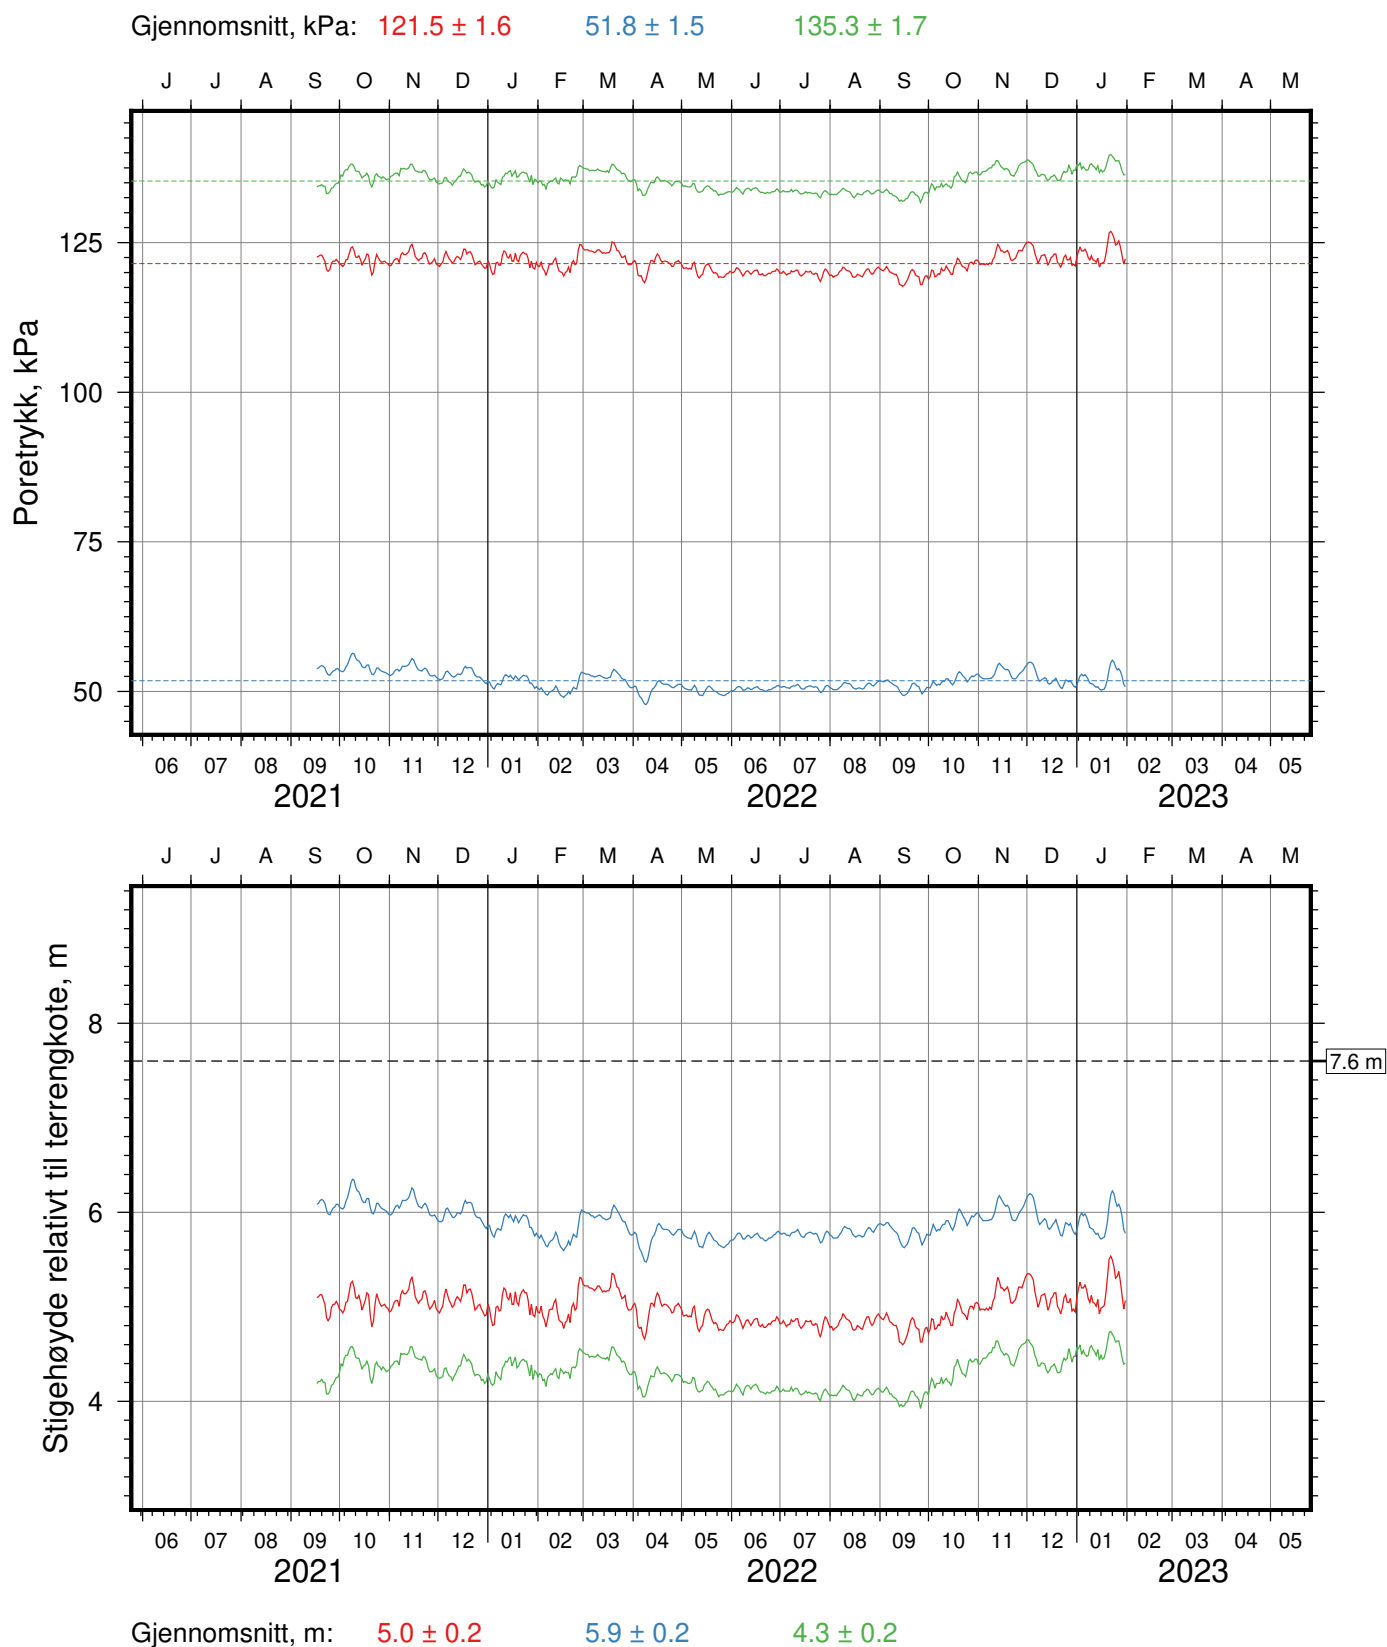 Gjennomsnitt, kPa: 121.5 ± 1.6 51.8 ± 1.5 135.3 ± 1.7
J J A S O N D J F M A M J J A S O N D J F M A M
125
100
75
50
Poretrykk, kPa
06 07 08 09 10 11 12 01 02 03 04 05 06 07 08 09 10 11 12 01 02 03 04 05
2021 2022 2023
J J A S O N D J F M A M J J A S O N D J F M A M
8
6
4
7.6 m
Stigehøyde relativt til terrengkote, m
06 07 08 09 10 11 12 01 02 03 04 05 06 07 08 09 10 11 12 01 02 03 04 05
2021 2022 2023
Gjennomsnitt, m: 5.0 ± 0.2 5.9 ± 0.2 4.3 ± 0.2